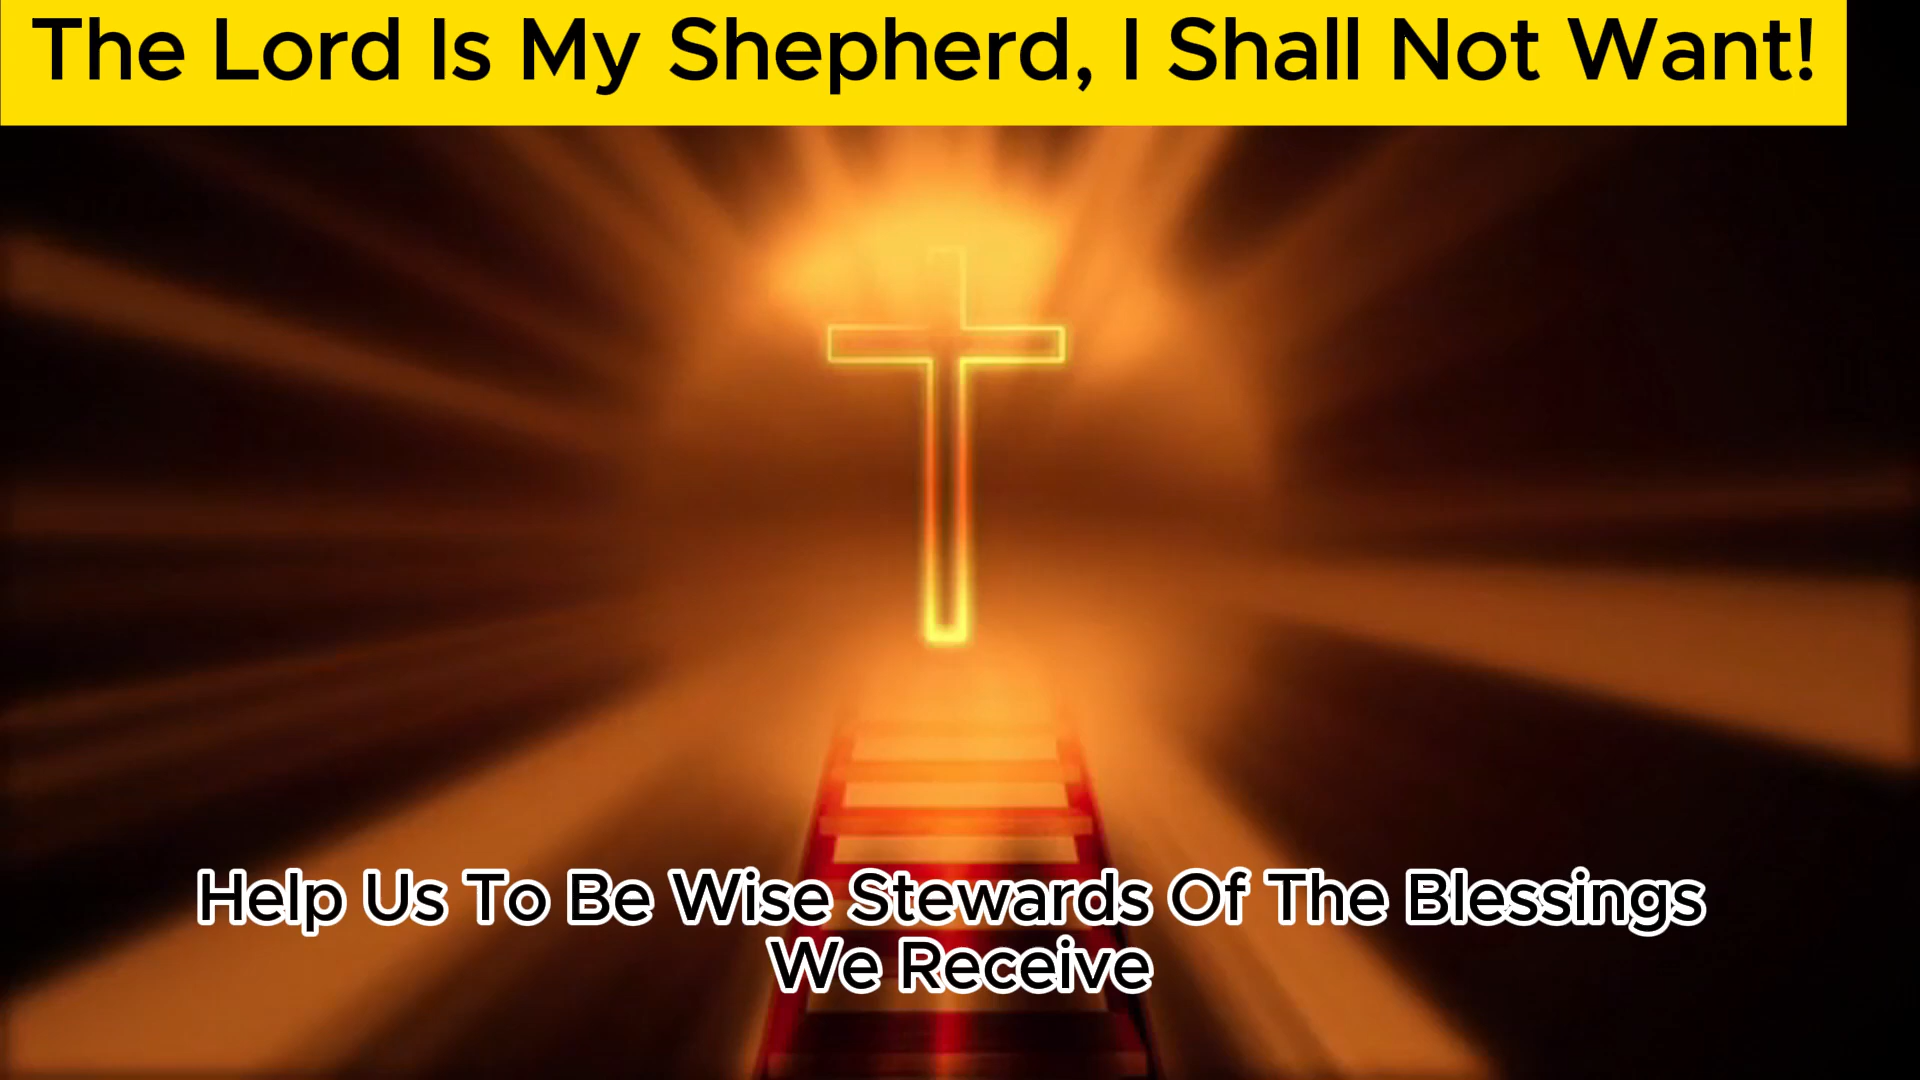 The Lord Is My Shepherd, I Shall Not Want!
Help Us To Be Wise Stewards Of The Blessings
We Receive